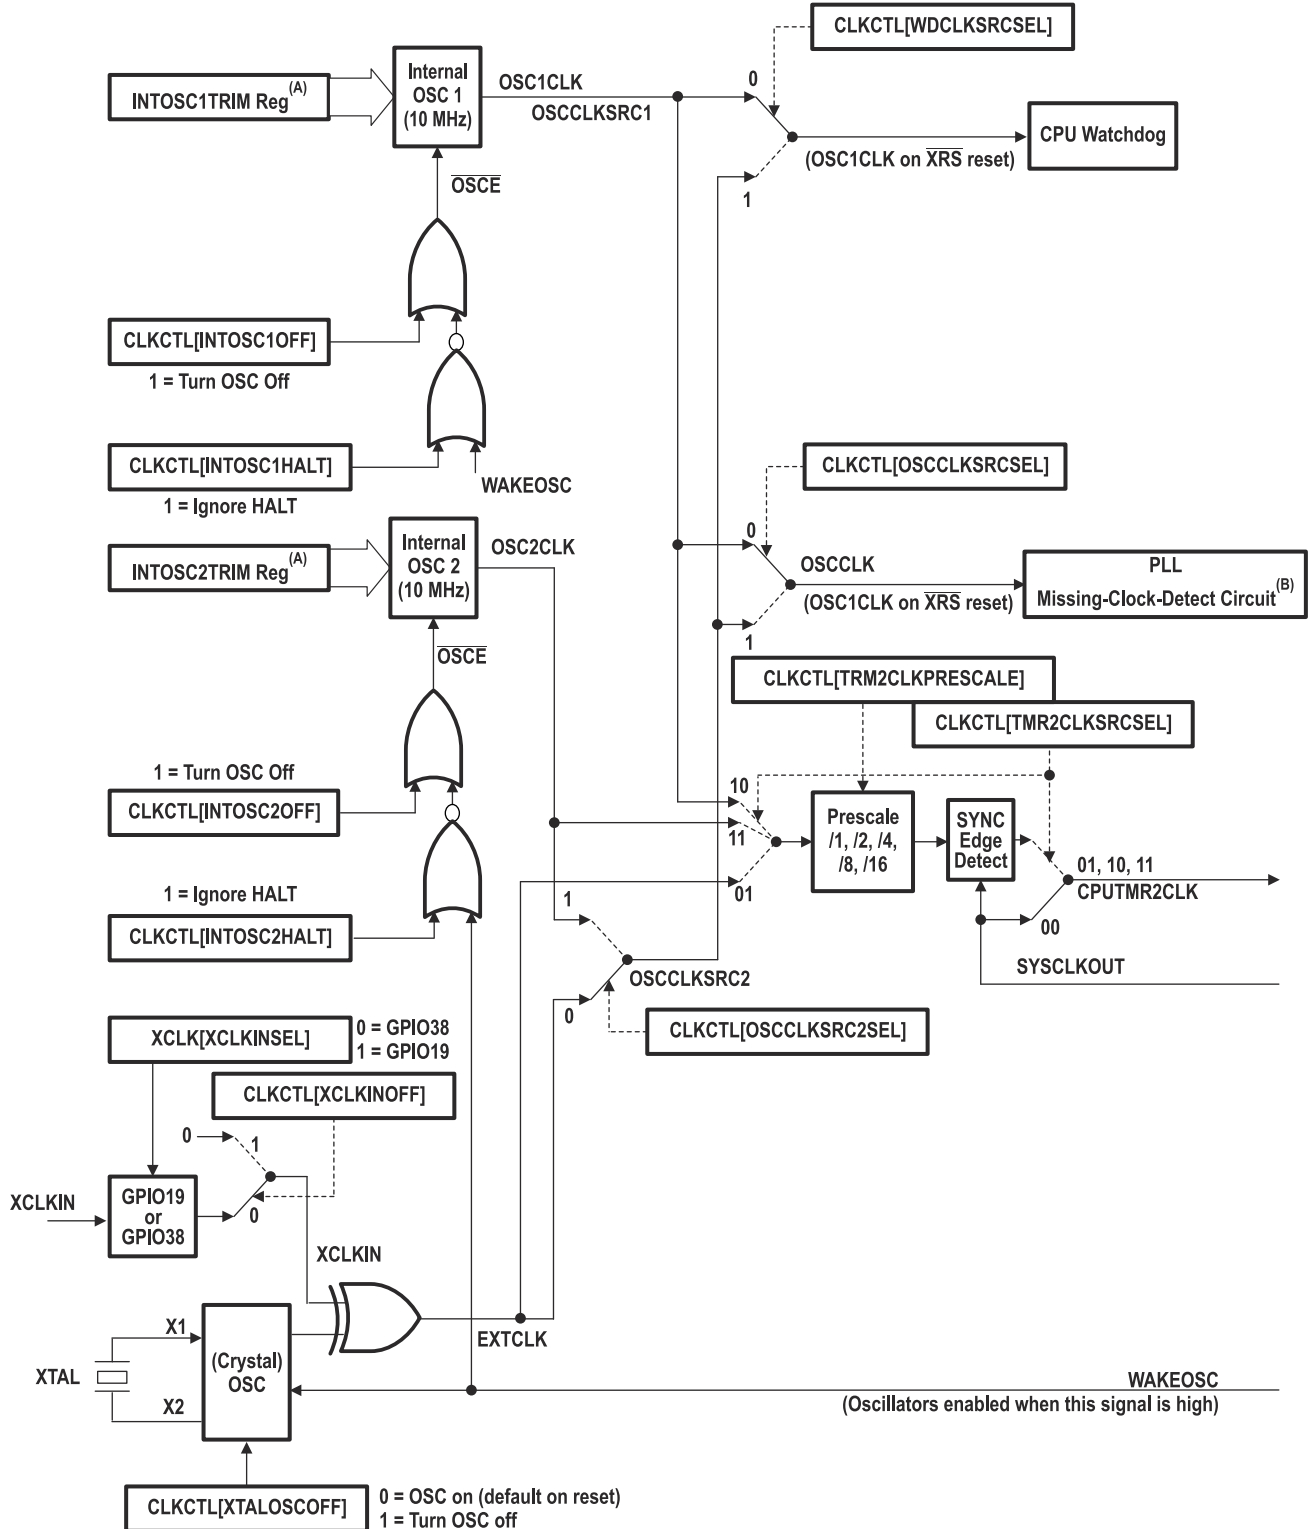 CLKCTL[WDCLKSRCSEL]
INTOSC1TRIM Reg(A)
Internal
OSC 1
(10 MHz)
OSC1CLK
OSCCLKSRC1
0
CPU Watchdog
(OSC1CLK on XRS reset)
1
OSCE
CLKCTL[INTOSC1OFF]
1 = Turn OSC Off
CLKCTL[INTOSC1HALT]
1 = Ignore HALT
WAKEOSC
CLKCTL[OSCCLKSRCSEL]
INTOSC2TRIM Reg(A)
Internal
OSC 2
(10 MHz)
OSC2CLK
0
OSCCLK
(OSC1CLK on XRS reset)
PLL
Missing-Clock-Detect Circuit(B)
1
OSCE
CLKCTL[TRM2CLKPRESCALE]
CLKCTL[TMR2CLKSRCSEL]
1 = Turn OSC Off
CLKCTL[INTOSC2OFF]
10
11
01
Prescale
/1, /2, /4,
/8, /16
SYNC
Edge
Detect
01, 10, 11
CPUTMR2CLK
00
SYSCLKOUT
1 = Ignore HALT
CLKCTL[INTOSC2HALT]
1
OSCCLKSRC2
0
CLKCTL[OSCCLKSRC2SEL]
XCLK[XCLKINSEL]
0 = GPIO38
1 = GPIO19
CLKCTL[XCLKINOFF]
0
1
0
XCLKIN
GPIO19
or
GPIO38
XCLKIN
EXTCLK
X1
XTAL
X2
(Crystal)
OSC
WAKEOSC
(Oscillators enabled when this signal is high)
CLKCTL[XTALOSCOFF]
0 = OSC on (default on reset)
1 = Turn OSC off